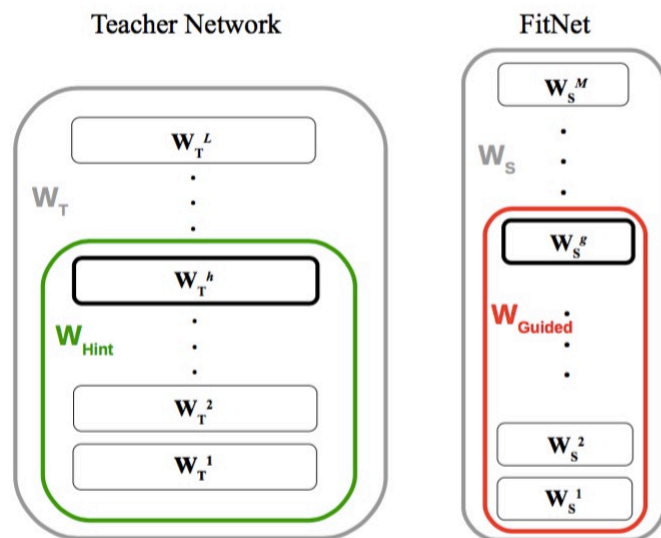 Teacher Network
W_T^L
W_T
W_T^h
W_Hint
W_T^2
W_T^1
FitNet
W_S^M
W_S
W_S^g
W_Guided
W_S^2
W_S^1